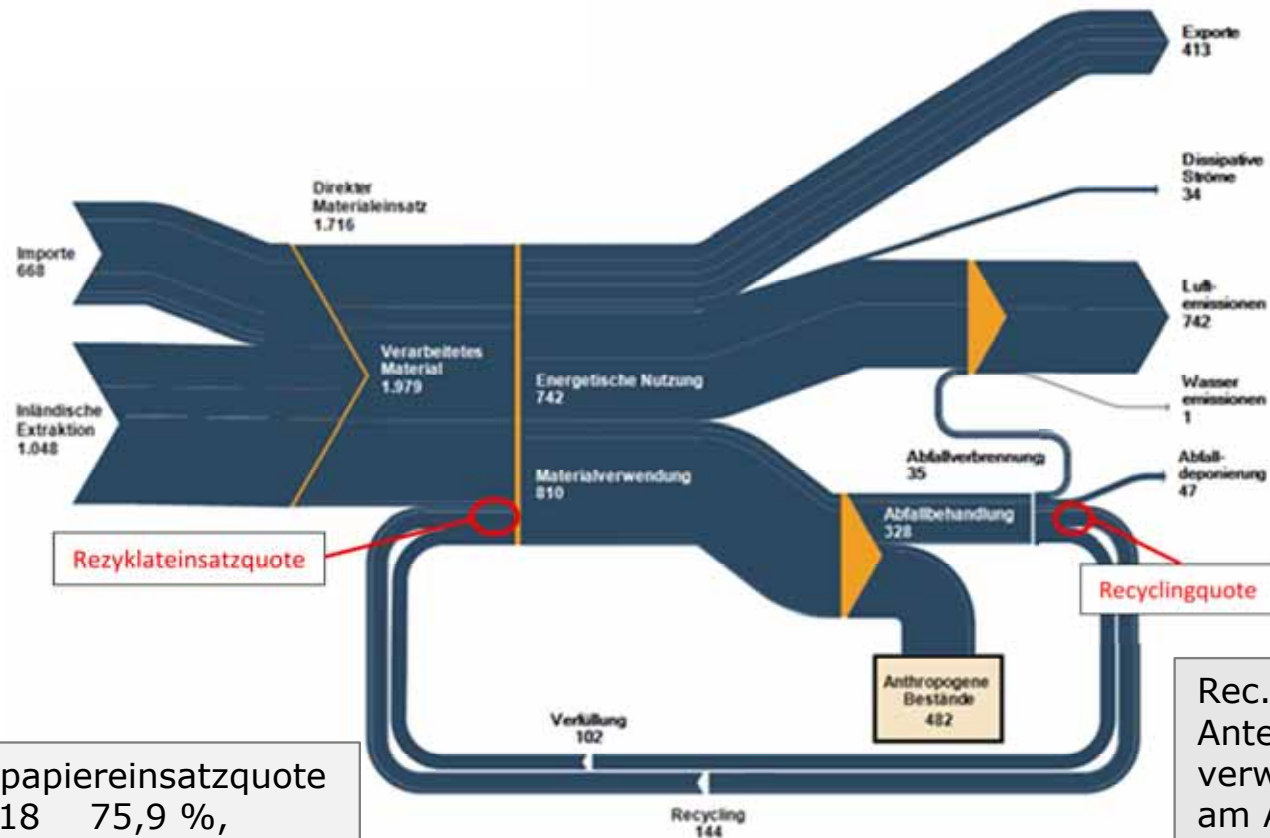 Exporte
413
Dissipative
Ströme
34
Direkter
Materialeinsatz
1.716
Importe
668
Luft-
emissionen
742
Verarbeitetes
Material
1.979
Energetische Nutzung
742
Wasser
emissionen
1
Inländische
Extraktion
1.048
Abfallverbrennung
35
Abfall-
deponierung
47
Materialverwendung
810
Abfallbehandlung
328
Rezyklateinsatzquote
Recyclingquote
Anthropogene
Bestände
482
Verfüllung
102
Recycling
144
papiereinsatzquote
18 75,9 %,
Rec.
Ante
verw
am A